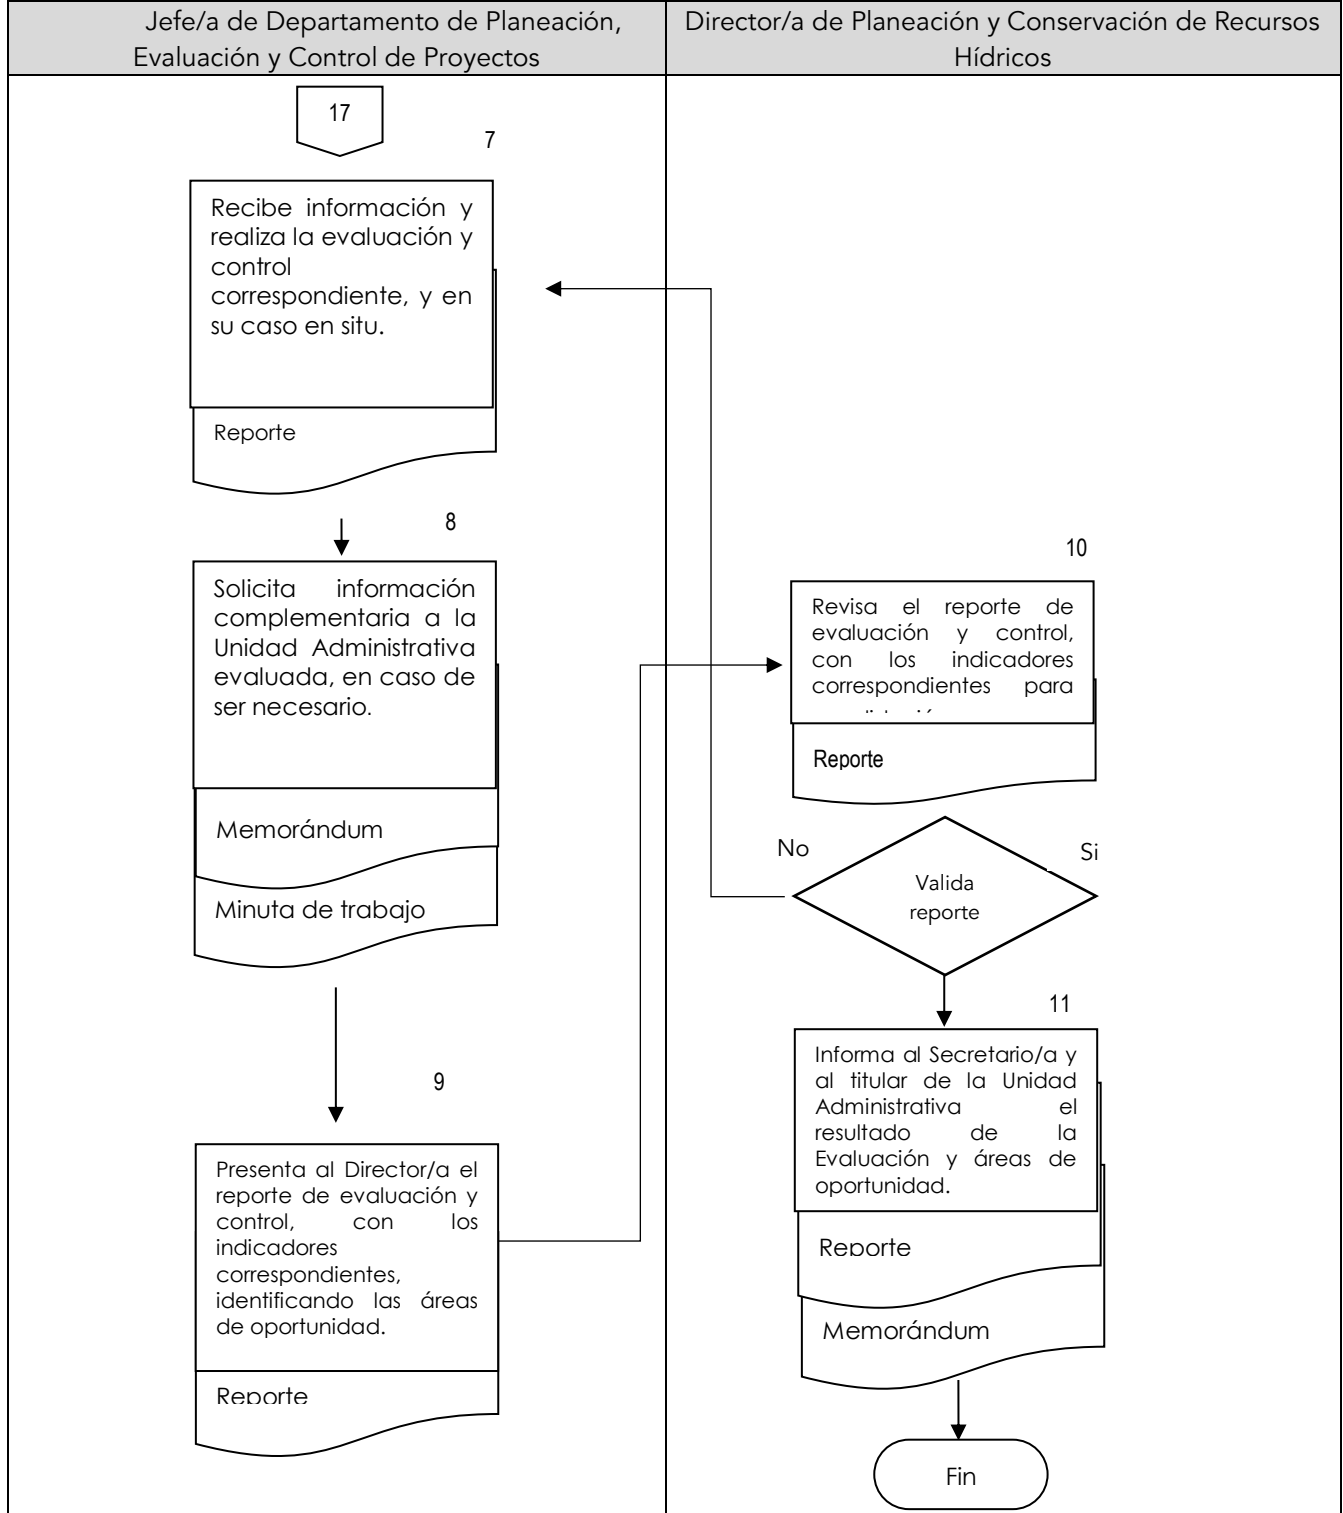 Jefe/a de Departamento de Planeación,
Evaluación y Control de Proyectos
Director/a de Planeación y Conservación de Recursos
Hídricos
17
7
Recibe información y
realiza la evaluación y
control
correspondiente, y en
su caso en situ.
Reporte
8
Solicita información
complementaria a la
Unidad Administrativa
evaluada, en caso de
ser necesario.
Memorándum
Minuta de trabajo
9
Presenta al Director/a el
reporte de evaluación y
control, con los
indicadores
correspondientes,
identificando las áreas
de oportunidad.
Reporte
10
Revisa el reporte de
evaluación y control,
con los indicadores
correspondientes para
Reporte
No
Si
Valida
reporte
11
Informa al Secretario/a y
al titular de la Unidad
Administrativa el
resultado de la
Evaluación y áreas de
oportunidad.
Reporte
Memorándum
Fin